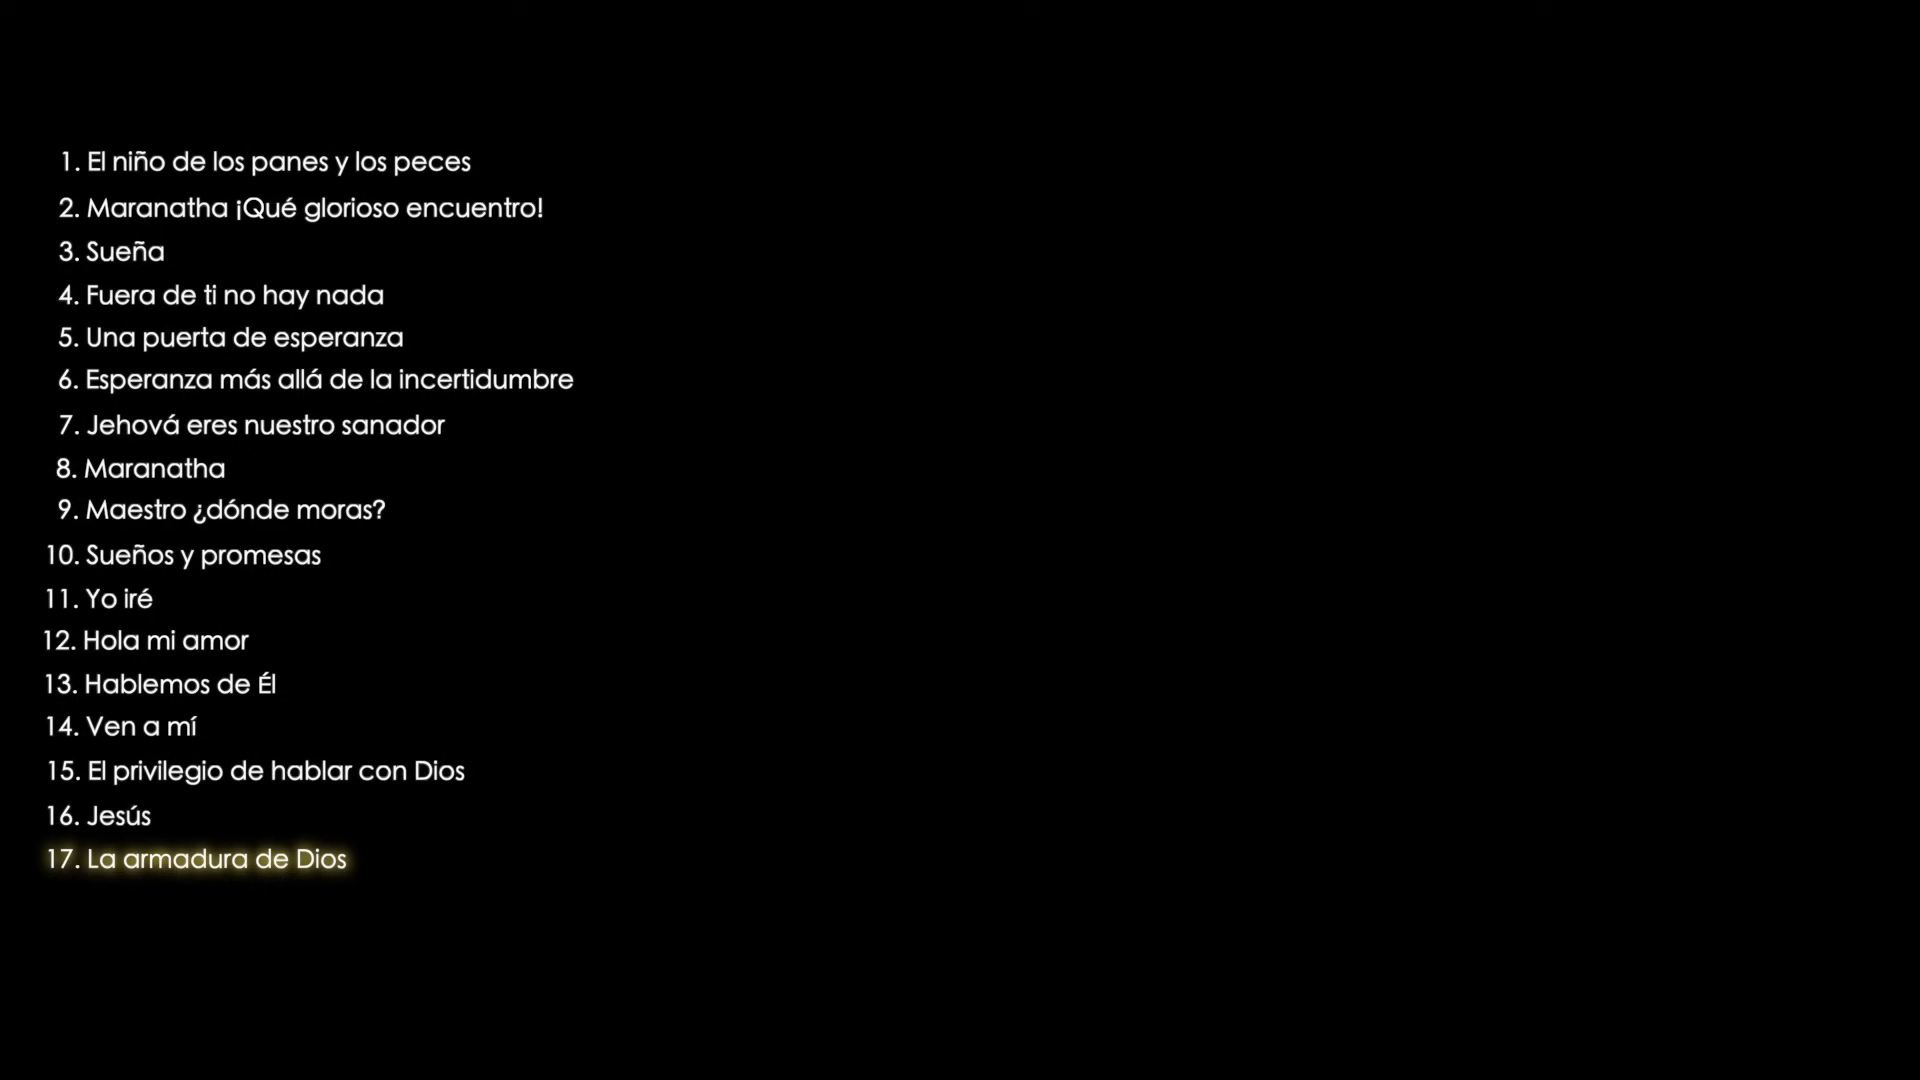 1. El niño de los panes y los peces
2. Maranatha ¡Qué glorioso encuentro!
3. Sueña
4. Fuera de ti no hay nada
5. Una puerta de esperanza
6. Esperanza más allá de la incertidumbre
7. Jehová eres nuestro sanador
8. Maranatha
9. Maestro ¿dónde moras?
10. Sueños y promesas
11. Yo iré
12. Hola mi amor
13. Hablemos de Él
14. Ven a mí
15. El privilegio de hablar con Dios
16. Jesús
17. La armadura de Dios